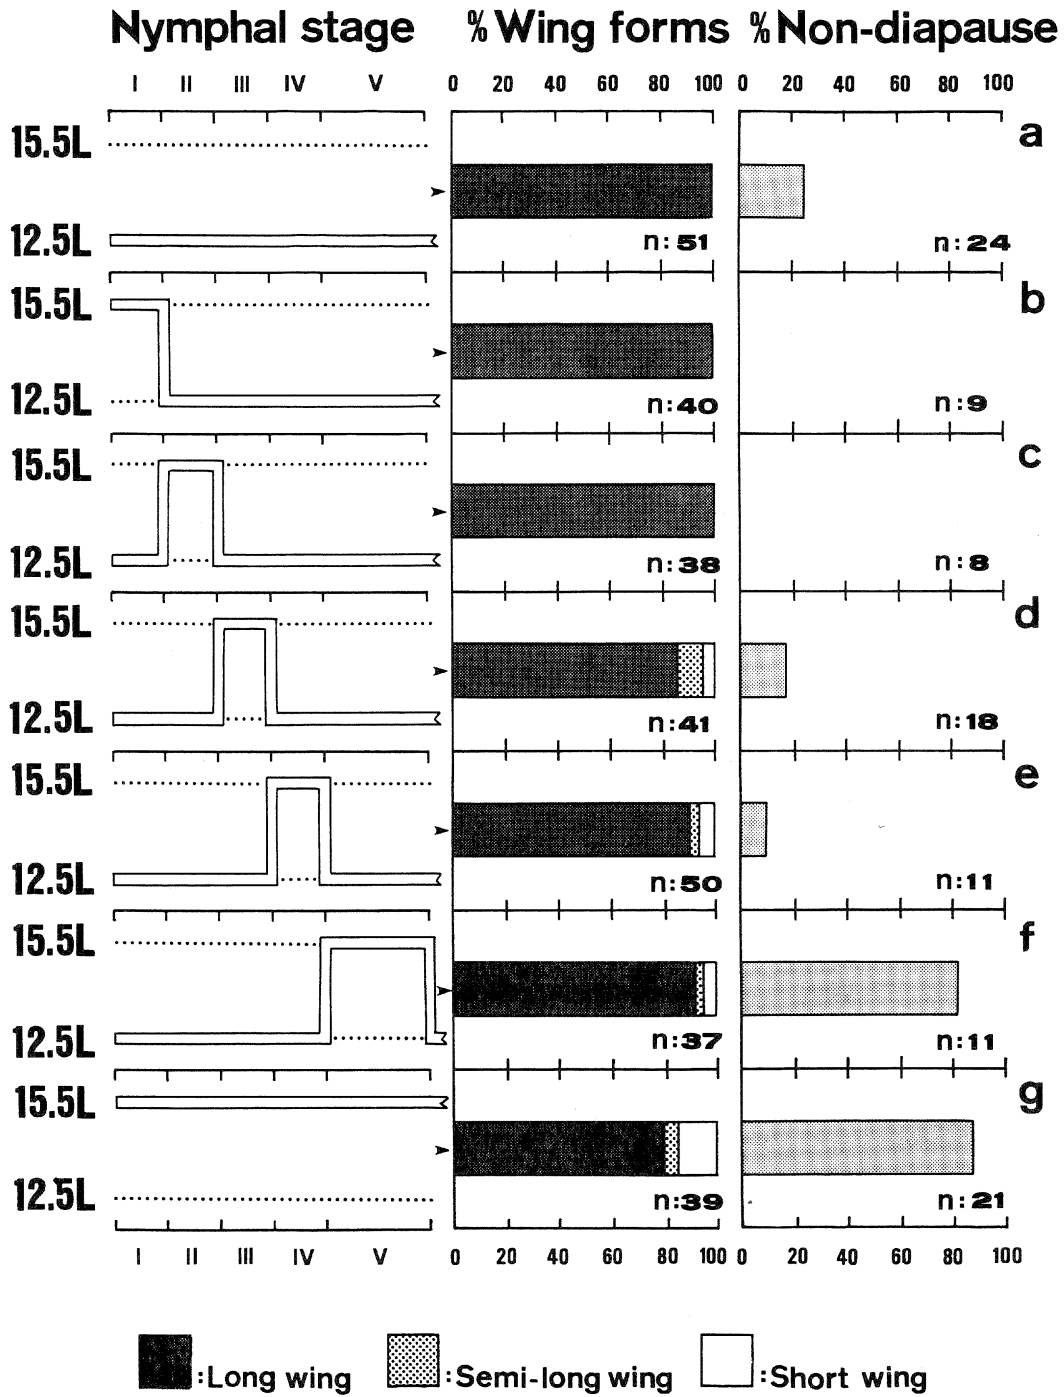 Nymphal stage % Wing forms % Non-diapause
I II III IV V 0 20 40 60 80 100 0 20 40 60 80 100
15.5L a
12.5L n:51 n:24
15.5L b
12.5L n:40 n:9
15.5L c
12.5L n:38 n:8
15.5L d
12.5L n:41 n:18
15.5L e
12.5L n:50 n:11
15.5L f
12.5L n:37 n:11
15.5L g
12.5L n:39 n:21
I II III IV V 0 20 40 60 80 100 0 20 40 60 80 100
:Long wing :Semi-long wing :Short wing